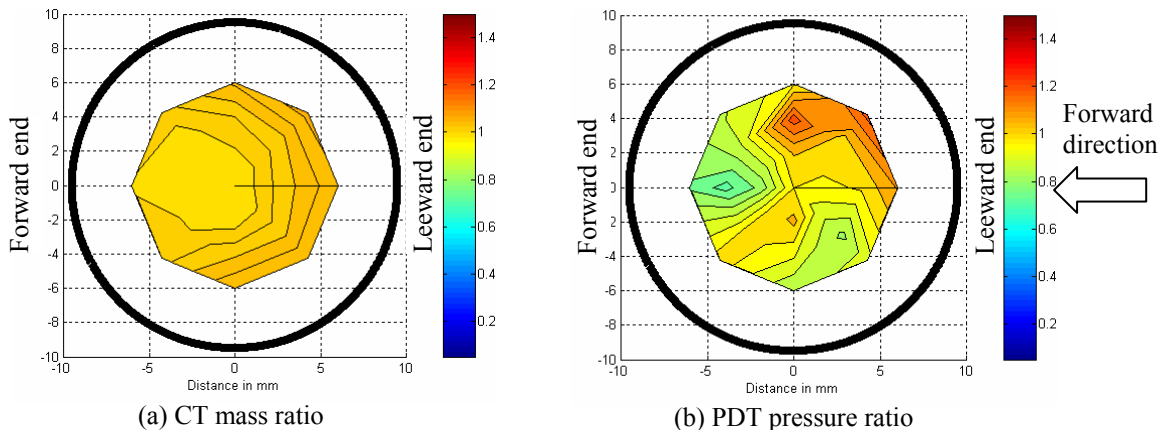 10
8
6
4
2
0
2
4
-6
-8
-10
-10 -5 0 5 10
Distance in mm
Forward end
Leeward end
1.4
1.2
1
0.8
0.6
0.4
0.2
(a) CT mass ratio
10
8
6
4
2
2
4
-6
-8
-10
-10 -5 0 5 10
Distance in mm
Forward end
Leeward end
1.4
1.2
1
0.8
0.6
0.4
0.2
(b) PDT pressure ratio
Forward
direction